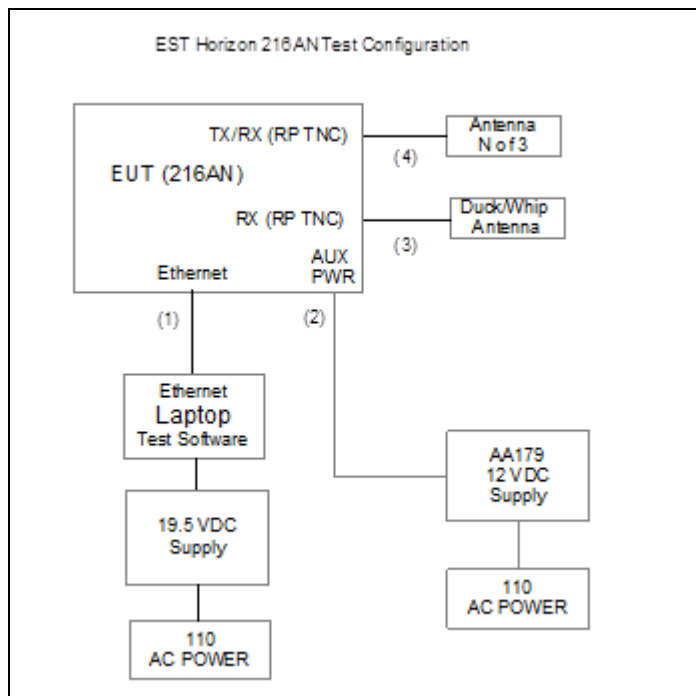 EST Horizon 216AN Test Configuration
TX/RX (RP TNC)
(4)
Antenna
N of 3
EUT (216AN)
RX (RP TNC)
(3)
Duck/Whip
Antenna
Ethernet
AUX
PWR
(1)
(2)
Ethernet
Laptop
Test Software
AA179
12 VDC
Supply
19.5 VDC
Supply
110
AC POWER
110
AC POWER